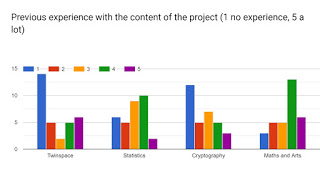 Previous experience with the content of the project (1 no experience, 5 a
lot)
15
1 2 3 4 5
10
5
0
Twinspace Statistics Cryptography Maths and Arts